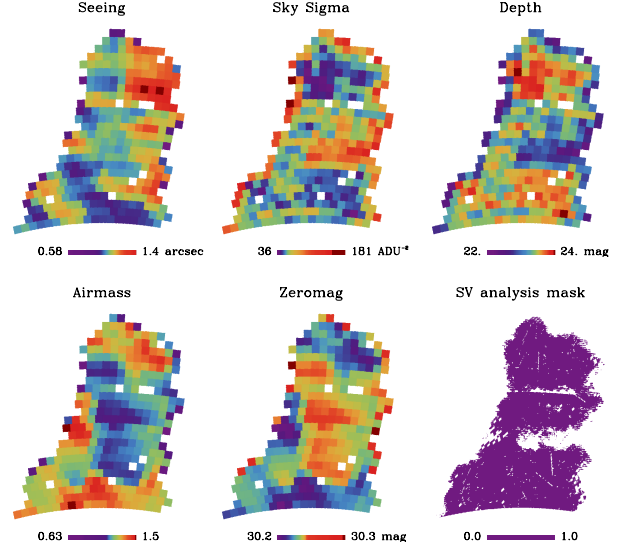 Seeing
Sky Sigma
Depth
0.58 1.4 arcsec
36 181 ADU⁻²
22. 24. mag
Airmass
Zeromag
SV analysis mask
0.63 1.5
30.2 30.3 mag
0.0 1.0